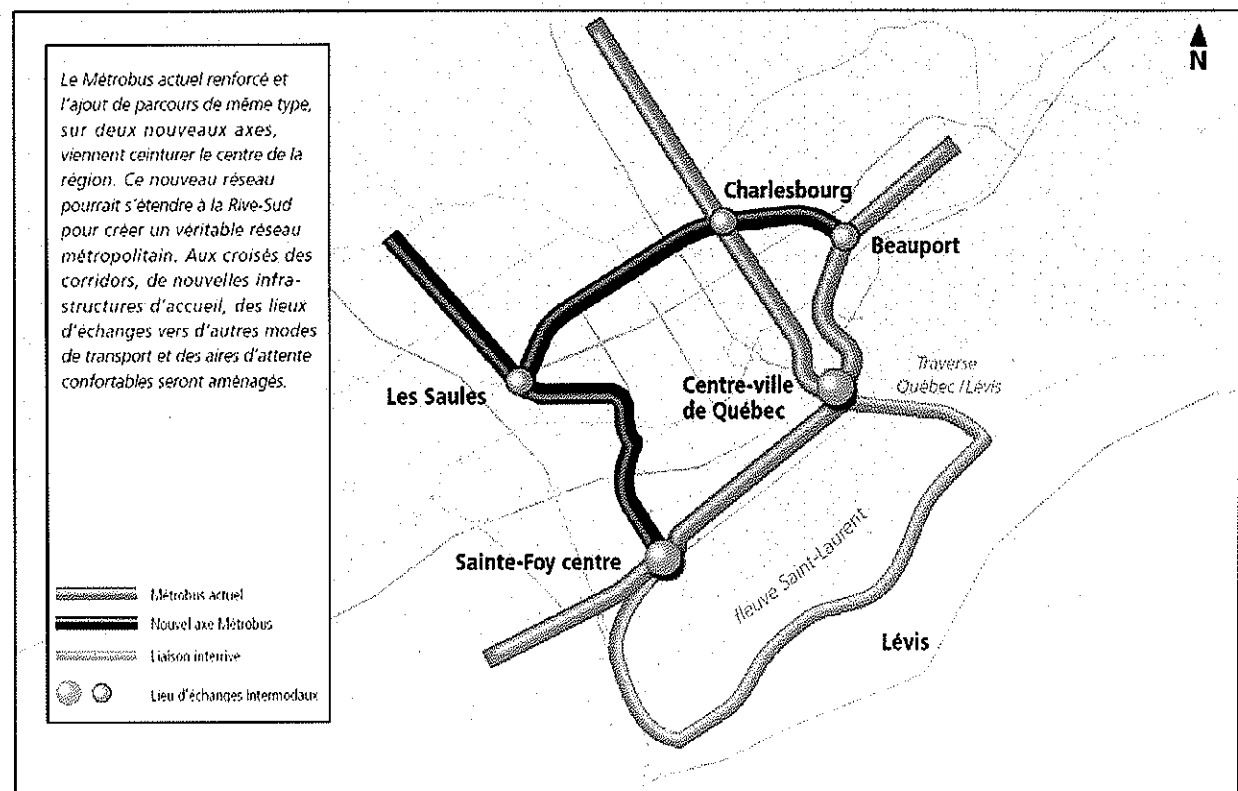 Le Métrobus actuel renforcé et
l'ajout de parcours de même type,
sur deux nouveaux axes,
viennent ceinturer le centre de la
région. Ce nouveau réseau
pourrait s'étendre à la Rive-Sud
pour créer un véritable réseau
métropolitain. Aux croisés des
corridors, de nouvelles infra-
structures d'accueil, des lieux
d'échanges vers d'autres modes
de transport et des aires d'attente
confortables seront aménagés.
Métrobus actuel
Nouvel axe Métrobus
Liaison interrive
Lieu d'échanges intermodaux
N
Charlesbourg
Beauport
Les Saules
Centre-ville
de Québec
Traverse
Québec / Lévis
Sainte-Foy centre
fleuve Saint-Laurent
Lévis